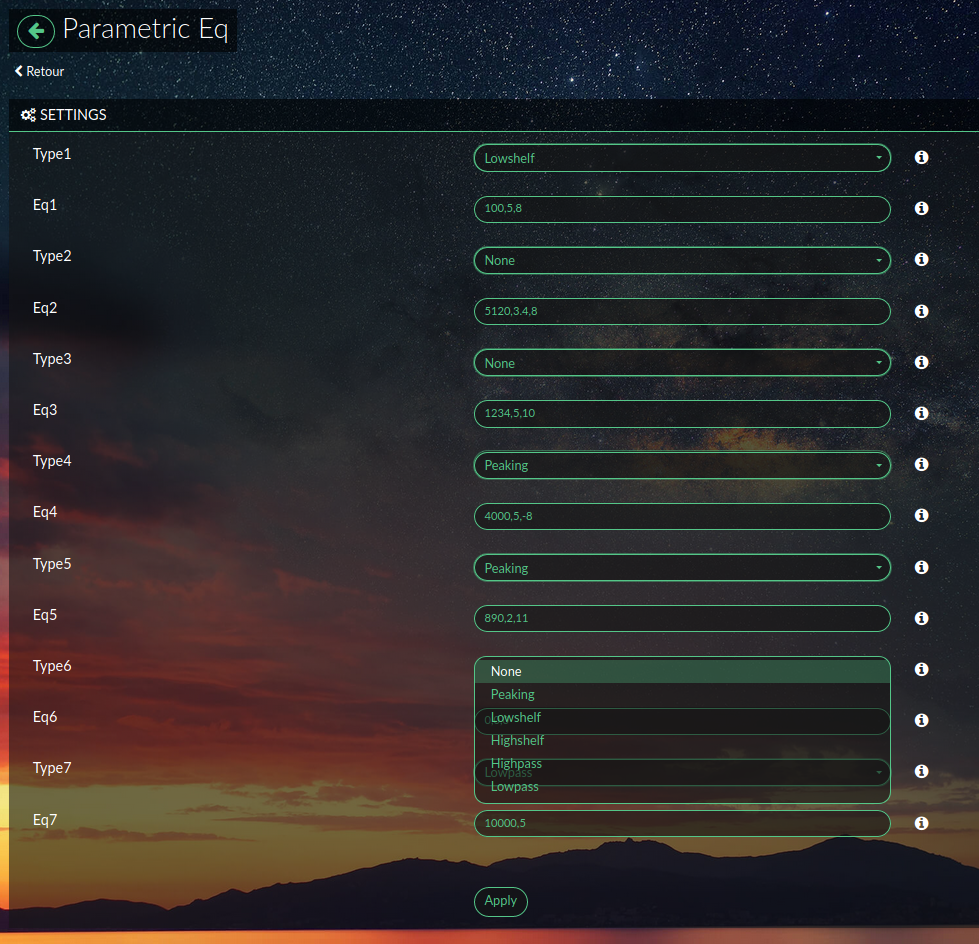 Parametric Eq
Retour
SETTINGS
Type1
Lowshelf
Eq1
100,5,8
Type2
None
Eq2
5120,3.4,8
Type3
None
Eq3
1234,5,10
Type4
Peaking
Eq4
4000,5,-8
Type5
Peaking
Eq5
890,2,11
Type6
None
Peaking
Eq6
Lowshelf
Highshelf
Type7
Highpass
Lowpass
Lowpass
Eq7
10000,5
Apply